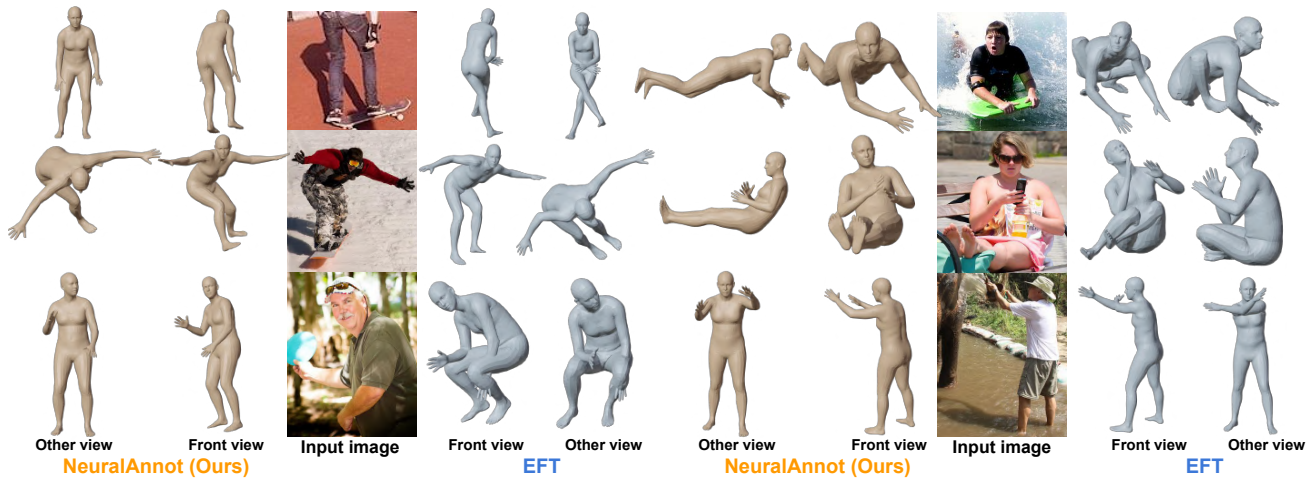 Other view Front view Input image Front view Other view Other view Front view Input image Front view Other view
NeuralAnnot (Ours) EFT NeuralAnnot (Ours) EFT